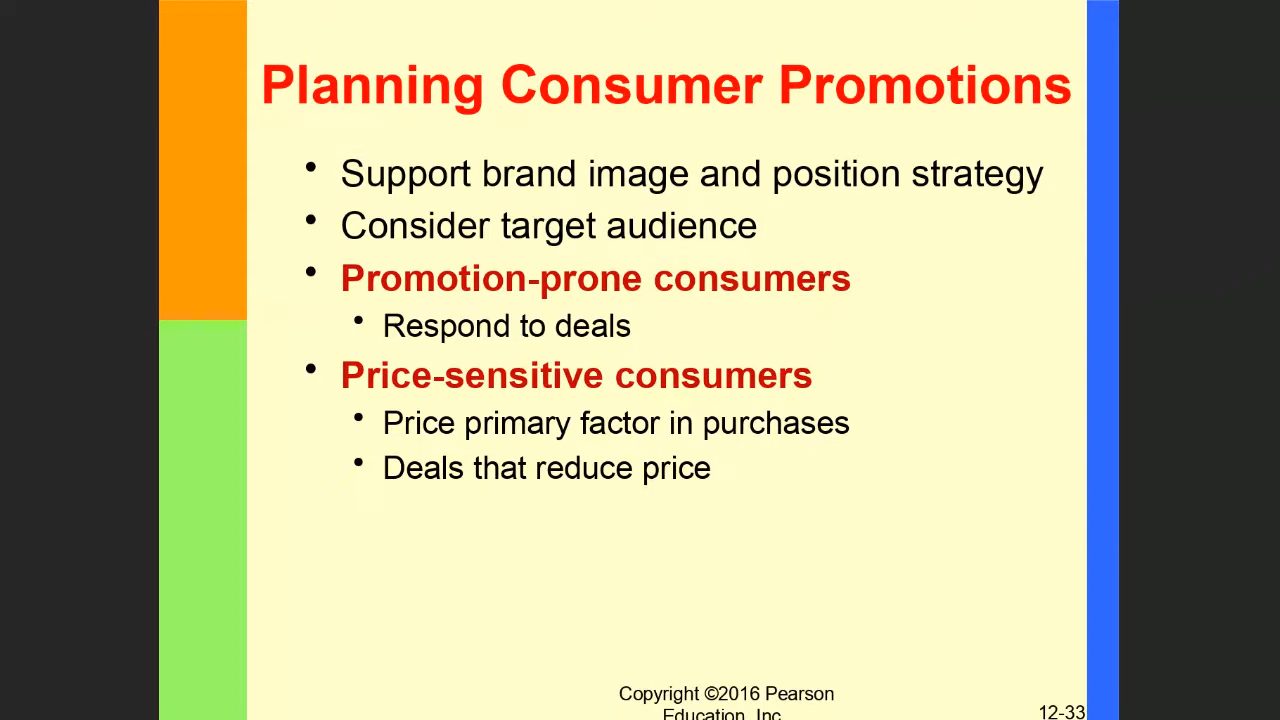 Planning Consumer Promotions
• Support brand image and position strategy
• Consider target audience
• Promotion-prone consumers
• Respond to deals
• Price-sensitive consumers
• Price primary factor in purchases
• Deals that reduce price
Copyright ©2016 Pearson
Education, Inc
12-33